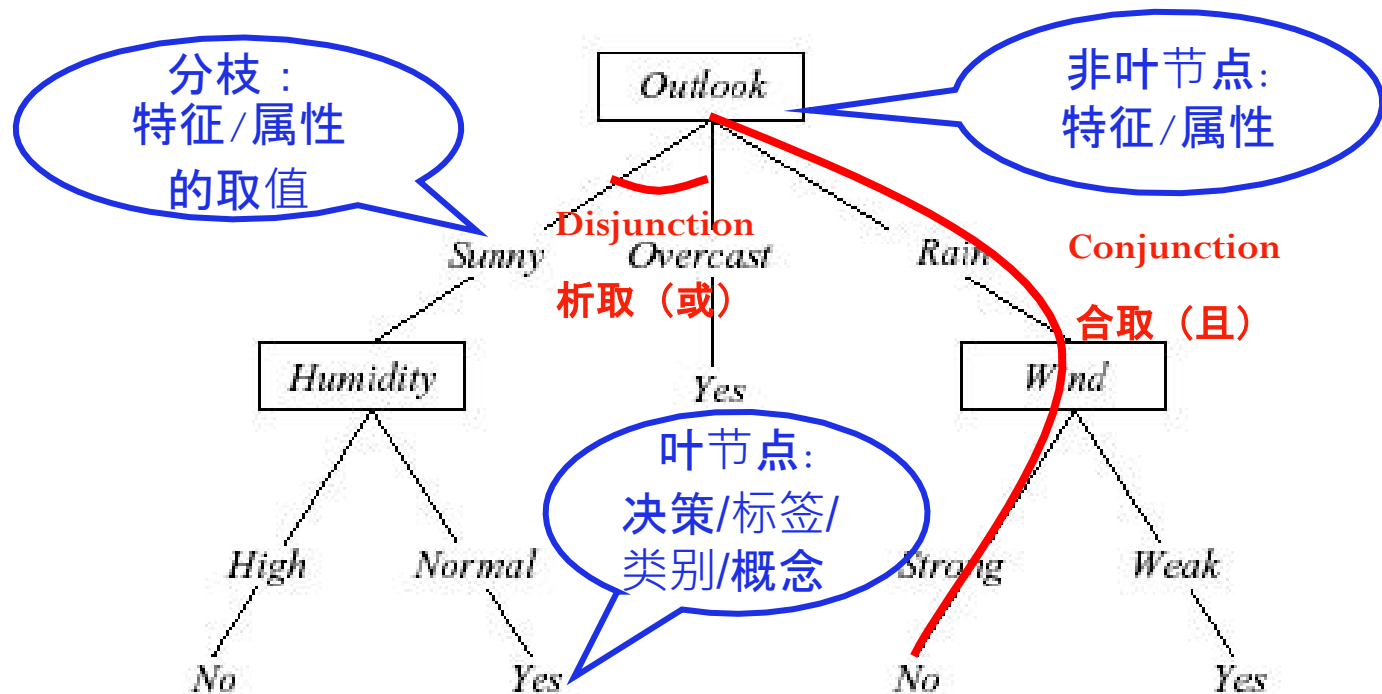 分枝：
特征/属性
的取值
Outlook
非叶节点:
特征/属性
Disjunction
析取（或）
Conjunction
合取（且）
Sunny
Overcast
Rain
Humidity
Yes
Wind
叶节点:
决策/标签/
类别/概念
High
Normal
Strong
Weak
No
Yes
No
Yes